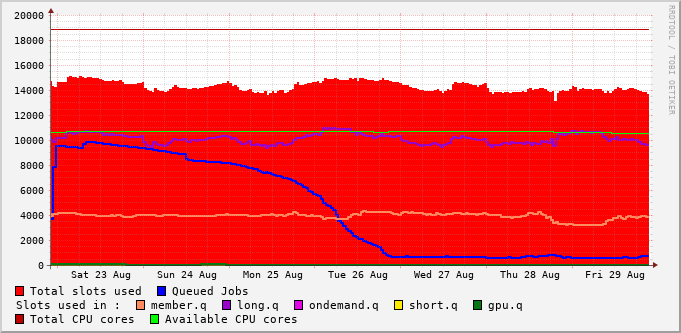 RRDTOOL / TOBI OETIKER
20000
18000
16000
14000
12000
10000
8000
6000
4000
2000
0
Sat 23 Aug Sun 24 Aug Mon 25 Aug Tue 26 Aug Wed 27 Aug Thu 28 Aug Fri 29 Aug
Total slots used Queued Jobs
Slots used in : member.q long.q ondemand.q short.q gpu.q
Total CPU cores Available CPU cores